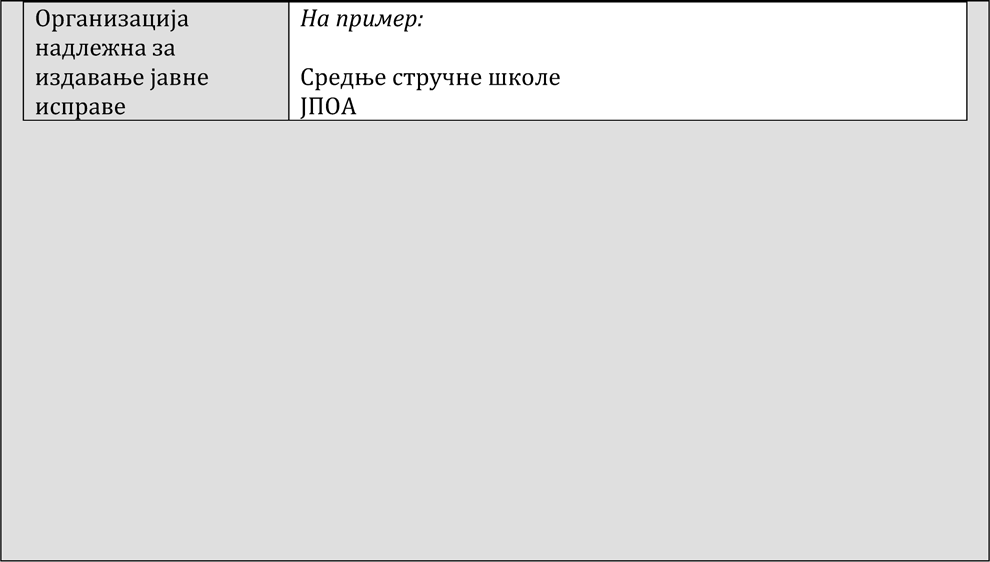 Организација
надлежна за
издавање јавне
исправе
На пример:
Средње стручне школе
ЈПОА